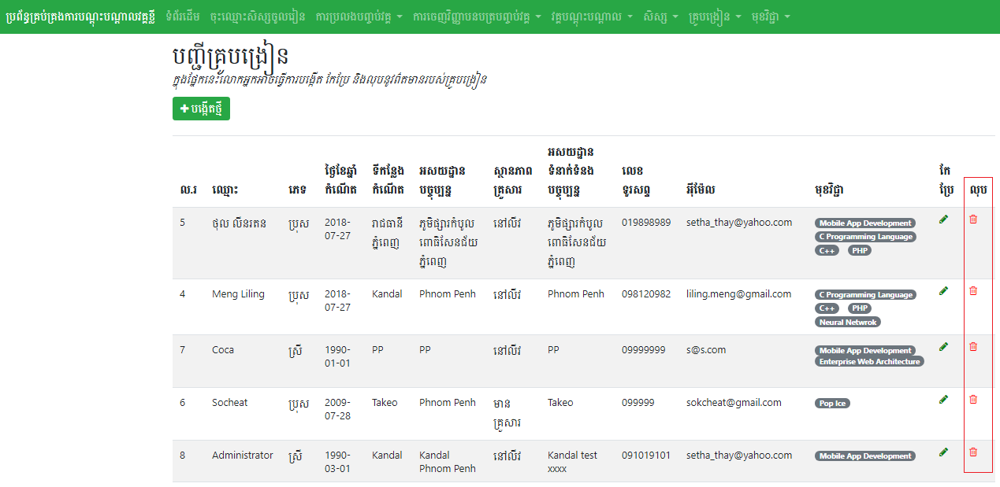 ប្រព័ន្ធគ្រប់គ្រងការបណ្តុះបណ្តាលវគ្គខ្លី ទំព័រដើម ចុះឈ្មោះសិស្សចូលរៀន ការប្រលងបញ្ចប់វគ្គ ការចេញវិញ្ញាបនបត្របញ្ចប់វគ្គ វគ្គបណ្តុះបណ្តាល សិស្ស គ្រូបង្រៀន មុខវិជ្ជា
បញ្ជីគ្រូបង្រៀន
ក្នុងផ្នែកនេះលោកអ្នកអាចធ្វើការបង្កើត កែប្រែ និងលុបនូវព័តមានរបស់គ្រូបង្រៀន
បង្កើតថ្មី
អសយដ្ឋាន
ថ្ងៃខែឆ្នាំ ទីកន្លែង អសយដ្ឋាន ស្ថានភាព ទំនាក់ទំនង លេខ កែ
ល.រ ឈ្មោះ ភេទ កំណើត កំណើត បច្ចុប្បន្ន គ្រួសារ បច្ចុប្បន្ន ទូរសព្ទ អ៊ីម៉ែល មុខវិជ្ជា ប្រែ លុប
5 ថុល លីនរតន ប្រុស 2018- រាជធានី ភូមិផ្សារកំបូល នៅលីវ ភូមិផ្សារកំបូល 019898989 setha_thay@yahoo.com Mobile App Development
07-27 ភ្នំពេញ ពោធិសែនជ័យ ពោធិសែនជ័យ C Programming Language
ភ្នំពេញ ភ្នំពេញ C++ PHP
4 Meng Liling ប្រុស 2018- Kandal Phnom Penh នៅលីវ Phnom Penh 098120982 liling.meng@gmail.com C Programming Language
07-27 C++ PHP
Neural Netwrok
7 Coca ស្រី 1990- PP PP នៅលីវ PP 09999999 s@s.com Mobile App Development
01-01 Enterprise Web Architecture
6 Socheat ប្រុស 2009- Takeo Phnom Penh មាន Takeo 099999 sokcheat@gmail.com Pop Ice
07-28 គ្រួសារ
8 Administrator ស្រី 1990- Kandal Kandal នៅលីវ Kandal test 091019101 setha_thay@yahoo.com Mobile App Development
03-01 Phnom Penh xxxx